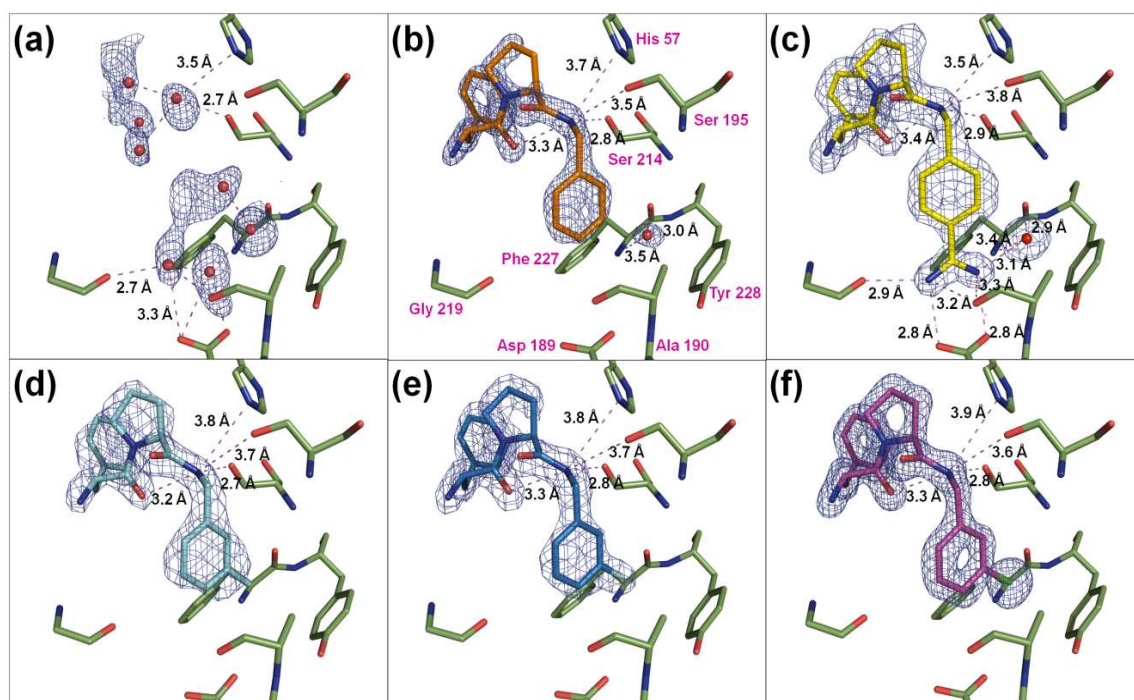 (a)
3.5 Å
2.7 Å
2.7 Å
3.3 Å
(b)
His 57
3.7 Å
3.5 Å
Ser 195
3.3 Å
2.8 Å
Ser 214
3.0 Å
3.5 Å
Phe 227
Gly 219
Tyr 228
Asp 189
Ala 190
(c)
3.5 Å
3.8 Å
3.4 Å
2.9 Å
2.9 Å
3.4 Å
3.1 Å
3.3 Å
2.9 Å
3.2 Å
2.8 Å
2.8 Å
(d)
3.8 Å
3.7 Å
2.7 Å
3.2 Å
(e)
3.8 Å
3.7 Å
2.8 Å
3.3 Å
(f)
3.9 Å
3.6 Å
2.8 Å
3.3 Å